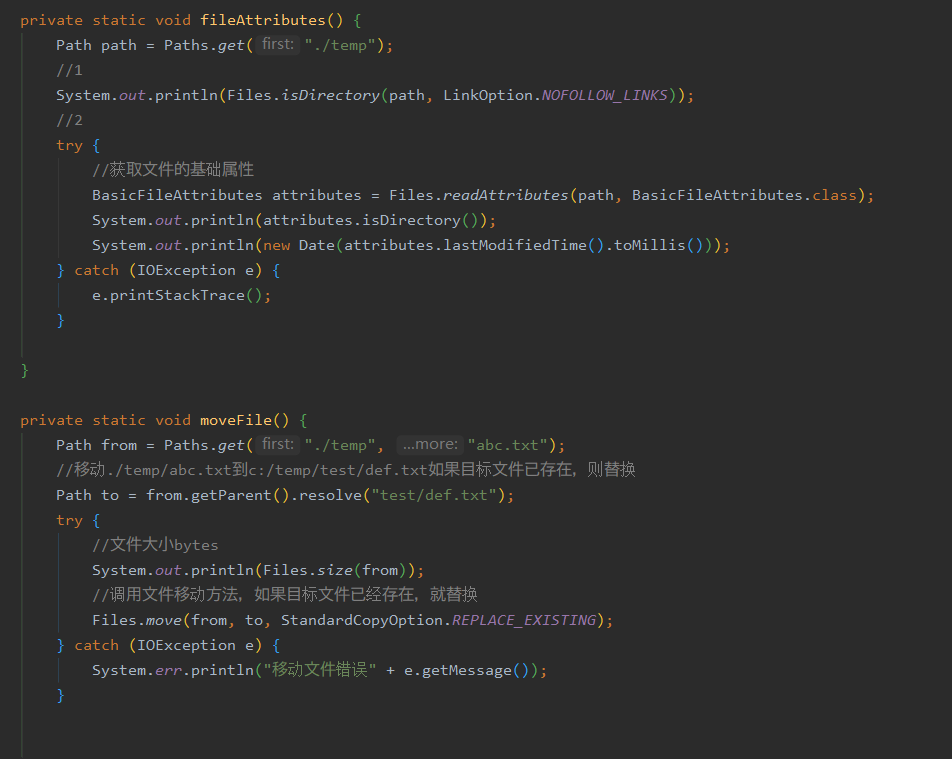 private static void fileAttributes() {
    Path path = Paths.get( first: "./temp");
    //1
    System.out.println(Files.isDirectory(path, LinkOption.NOFOLLOW_LINKS));
    //2
    try {
        //获取文件的基础属性
        BasicFileAttributes attributes = Files.readAttributes(path, BasicFileAttributes.class);
        System.out.println(attributes.isDirectory());
        System.out.println(new Date(attributes.lastModifiedTime().toMillis()));
    } catch (IOException e) {
        e.printStackTrace();
    }
}
private static void moveFile() {
    Path from = Paths.get( first: "./temp", ...more: "abc.txt");
    //移动./temp/abc.txt到c:/temp/test/def.txt如果目标文件已存在，则替换
    Path to = from.getParent().resolve("test/def.txt");
    try {
        //文件大小bytes
        System.out.println(Files.size(from));
        //调用文件移动方法，如果目标文件已经存在，就替换
        Files.move(from, to, StandardCopyOption.REPLACE_EXISTING);
    } catch (IOException e) {
        System.err.println("移动文件错误" + e.getMessage());
    }